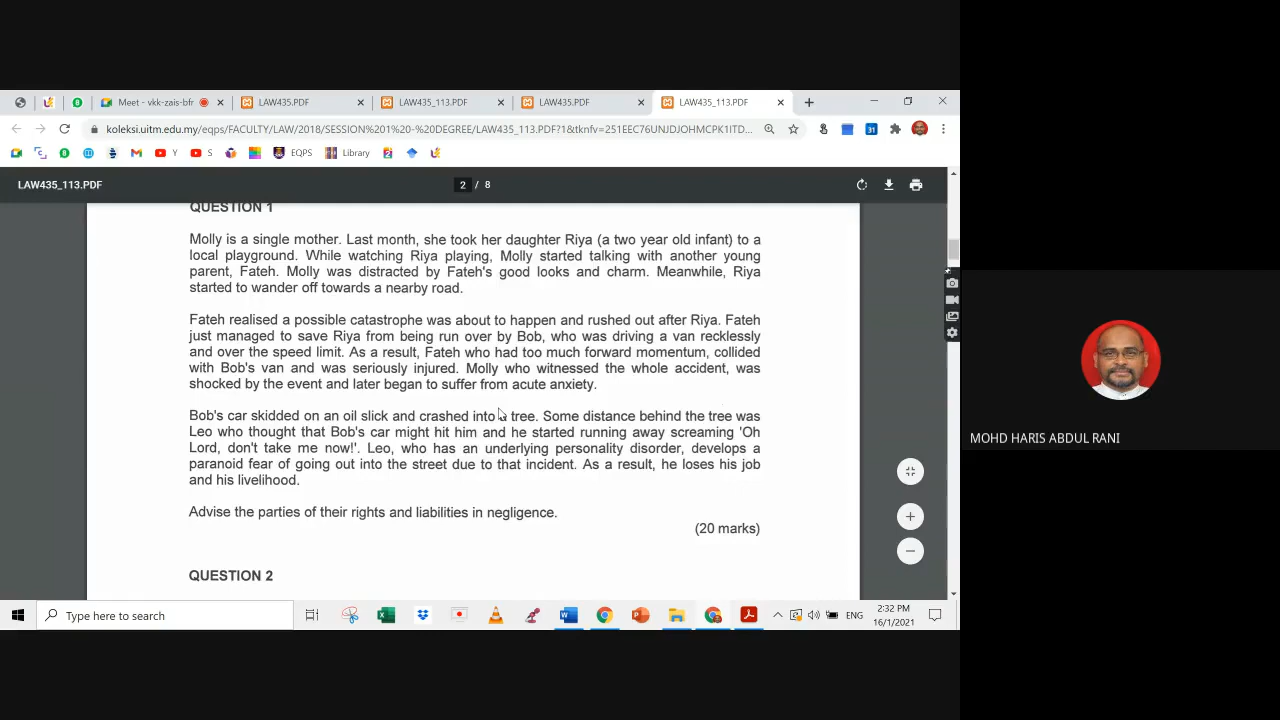 Meet - vkk-zais-bfr
LAW435.PDF
LAW435_113.PDF
LAW435.PDF
LAW435_113.PDF
koleksi.uitm.edu.my/eqps/FACULTY/LAW/2018/SESSION%201%20-%20DEGREE/LAW435_113.PDF?1&tknfv=251EEC76UNJDJOHMCPK1ITD...
Y
S
EQPS
Library
LAW435_113.PDF
2 / 8
QUESTION 1
Molly is a single mother. Last month, she took her daughter Riya (a two year old infant) to a
local playground. While watching Riya playing, Molly started talking with another young
parent, Fateh. Molly was distracted by Fateh's good looks and charm. Meanwhile, Riya
started to wander off towards a nearby road.
Fateh realised a possible catastrophe was about to happen and rushed out after Riya. Fateh
just managed to save Riya from being run over by Bob, who was driving a van recklessly
and over the speed limit. As a result, Fateh who had too much forward momentum, collided
with Bob's van and was seriously injured. Molly who witnessed the whole accident, was
shocked by the event and later began to suffer from acute anxiety.
Bob's car skidded on an oil slick and crashed into a tree. Some distance behind the tree was
Leo who thought that Bob's car might hit him and he started running away screaming 'Oh
Lord, don't take me now!'. Leo, who has an underlying personality disorder, develops a
paranoid fear of going out into the street due to that incident. As a result, he loses his job
and his livelihood.
Advise the parties of their rights and liabilities in negligence.
(20 marks)
QUESTION 2
MOHD HARIS ABDUL RANI
Type here to search
ENG
2:32 PM
16/1/2021